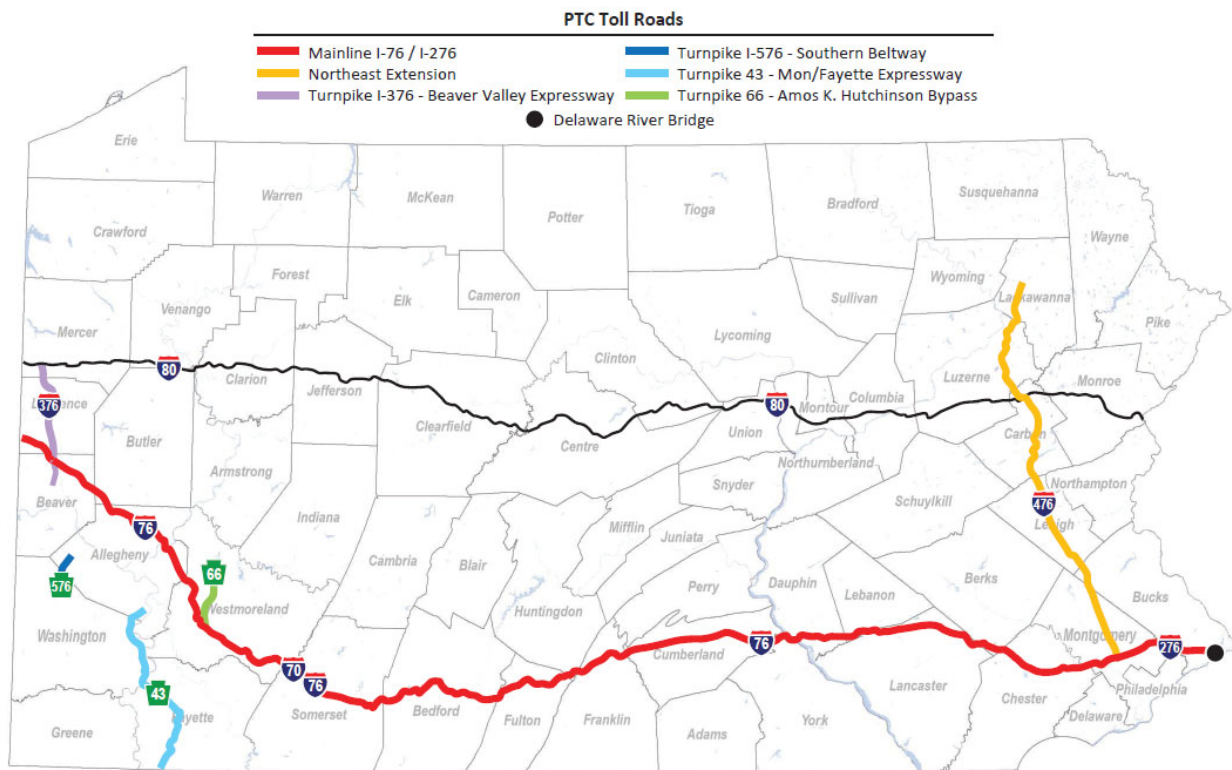 PTC Toll Roads
Mainline I-76 / I-276
Turnpike I-576 - Southern Beltway
Northeast Extension
Turnpike 43 - Mon/Fayette Expressway
Turnpike I-376 - Beaver Valley Expressway
Turnpike 66 - Amos K. Hutchinson Bypass
Delaware River Bridge
Erie
Warren
McKean
Potter
Tioga
Bradford
Susquehanna
Crawford
Wayne
Forest
Elk
Cameron
Wyoming
Lackawanna
Venango
Sullivan
Mercer
Lycoming
Pike
Clinton
80
Clarion
Jefferson
Luzerne
Monroe
376
Lawrence
80
Montour
Columbia
Butler
Clearfield
Centre
Union
Carbon
Armstrong
Northumberland
Snyder
Northampton
Beaver
Schuylkill
476
Indiana
76
Mifflin
Lehigh
Allegheny
Juniata
Cambria
Blair
66
576
Perry
Dauphin
Berks
Lebanon
Bucks
Westmoreland
Huntingdon
Washington
Montgomery
76
276
Cumberland
70
76
43
Lancaster
Philadelphia
Fayette
Somerset
Bedford
Fulton
Franklin
Adams
York
Chester
Delaware
Greene